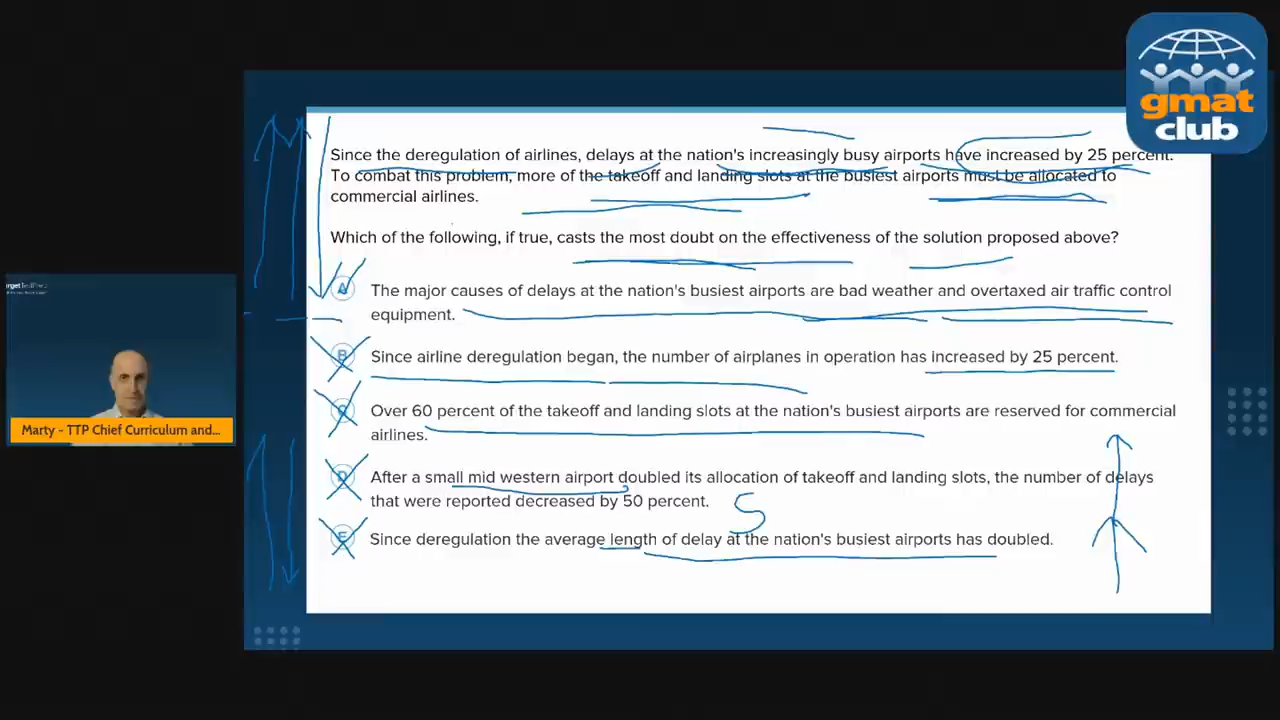 gmat
club
Since the deregulation of airlines, delays at the nation's increasingly busy airports have increased by 25 percent.
To combat this problem, more of the takeoff and landing slots at the busiest airports must be allocated to
commercial airlines.
Which of the following, if true, casts the most doubt on the effectiveness of the solution proposed above?
A The major causes of delays at the nation's busiest airports are bad weather and overtaxed air traffic control
equipment.
B Since airline deregulation began, the number of airplanes in operation has increased by 25 percent.
C Over 60 percent of the takeoff and landing slots at the nation's busiest airports are reserved for commercial
airlines.
D After a small mid western airport doubled its allocation of takeoff and landing slots, the number of delays
that were reported decreased by 50 percent.
S
E Since deregulation the average length of delay at the nation's busiest airports has doubled.
Marty - TTP Chief Curriculum and...